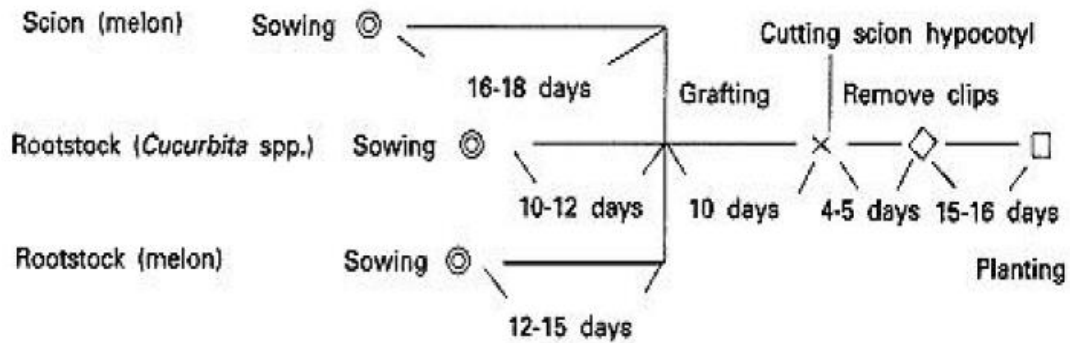 Scion (melon) Sowing
Cutting scion hypocotyl
16-18 days
Grafting Remove clips
Rootstock (Cucurbita spp.) Sowing
10-12 days 10 days 4-5 days 15-16 days
Rootstock (melon) Sowing
Planting
12-15 days